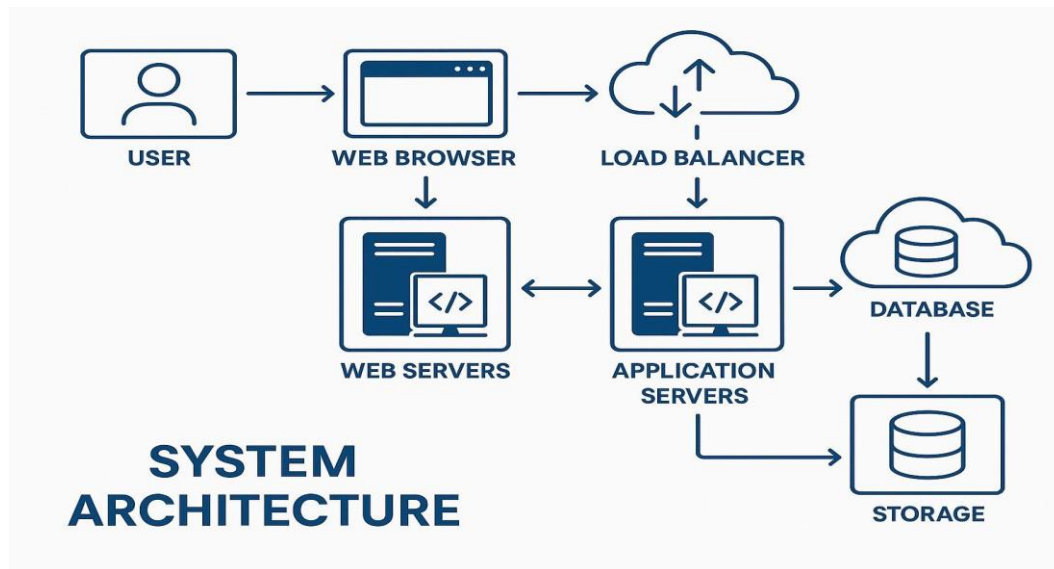 USER
WEB BROWSER
LOAD BALANCER
</>
</>
DATABASE
WEB SERVERS
APPLICATION
SERVERS
SYSTEM
ARCHITECTURE
STORAGE